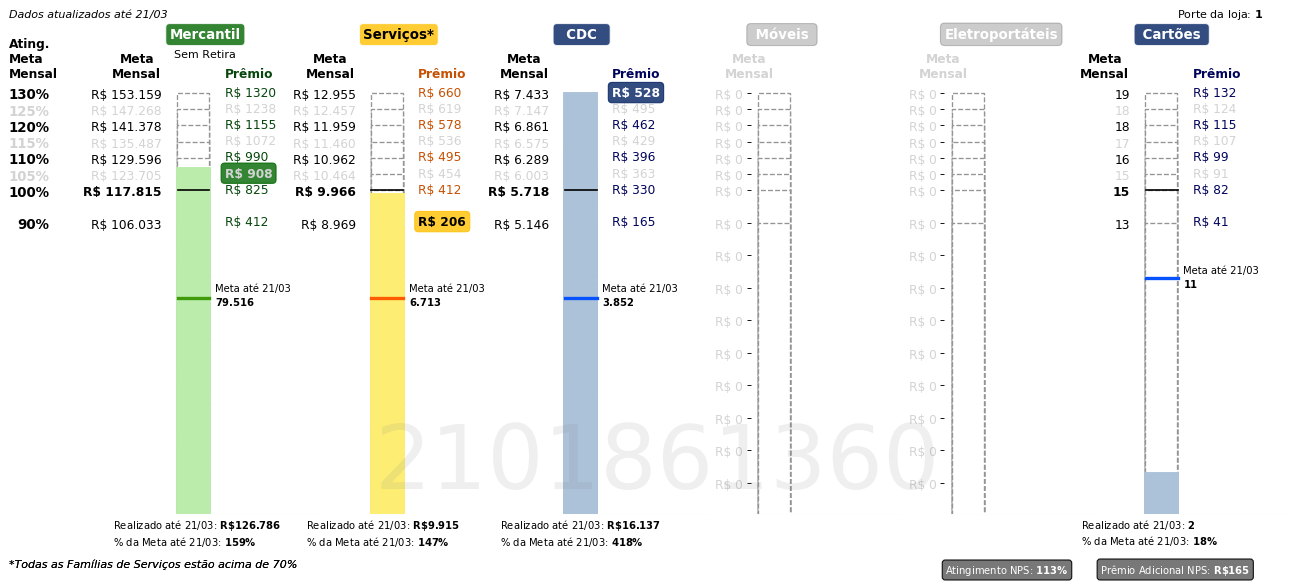 Dados atualizados até 21/03
Porte da loja: 1
Mercantil
Serviços*
CDC
Móveis
Eletroportáteis
Cartões
Ating. Meta Mensal
Sem Retira
Meta Mensal Prêmio Meta Mensal Prêmio Meta Mensal Prêmio Meta Mensal Meta Mensal Meta Mensal Prêmio
130% R$ 153.159 R$ 1320 R$ 12.955 R$ 660 R$ 7.433 R$ 528 R$ 0 R$ 0 19 R$ 132
125% R$ 147.268 R$ 1238 R$ 12.457 R$ 619 R$ 7.147 R$ 495 R$ 0 R$ 0 18 R$ 124
120% R$ 141.378 R$ 1155 R$ 11.959 R$ 578 R$ 6.861 R$ 462 R$ 0 R$ 0 18 R$ 115
115% R$ 135.487 R$ 1072 R$ 11.460 R$ 536 R$ 6.575 R$ 429 R$ 0 R$ 0 17 R$ 107
110% R$ 129.596 R$ 990 R$ 10.962 R$ 495 R$ 6.289 R$ 396 R$ 0 R$ 0 16 R$ 99
105% R$ 123.705 R$ 908 R$ 10.464 R$ 454 R$ 6.003 R$ 363 R$ 0 R$ 0 15 R$ 91
100% R$ 117.815 R$ 825 R$ 9.966 R$ 412 R$ 5.718 R$ 330 R$ 0 R$ 0 15 R$ 82
90% R$ 106.033 R$ 412 R$ 8.969 R$ 206 R$ 5.146 R$ 165 R$ 0 R$ 0 13 R$ 41
R$ 0 R$ 0
Meta até 21/03 Meta até 21/03 Meta até 21/03 Meta até 21/03
79.516 6.713 3.852 11
R$ 0 R$ 0
R$ 0 R$ 0
R$ 0 R$ 0
R$ 0 R$ 0
R$ 0 R$ 0
R$ 0 R$ 0
R$ 0 R$ 0
2101861360
Realizado até 21/03: R$126.786 Realizado até 21/03: R$9.915 Realizado até 21/03: R$16.137 Realizado até 21/03: 2
% da Meta até 21/03: 159% % da Meta até 21/03: 147% % da Meta até 21/03: 418% % da Meta até 21/03: 18%
*Todas as Famílias de Serviços estão acima de 70%
Atingimento NPS: 113%
Prêmio Adicional NPS: R$165